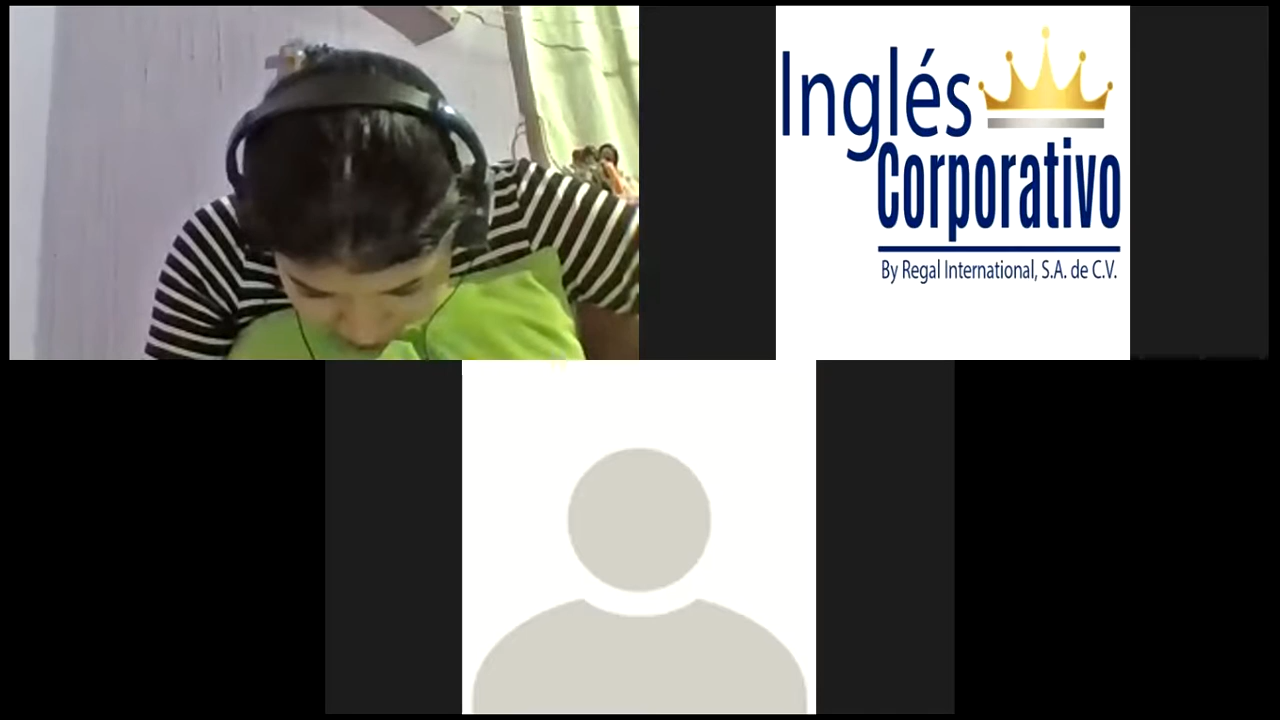 Inglés
Corporativo
By Regal International, S.A. de C.V.